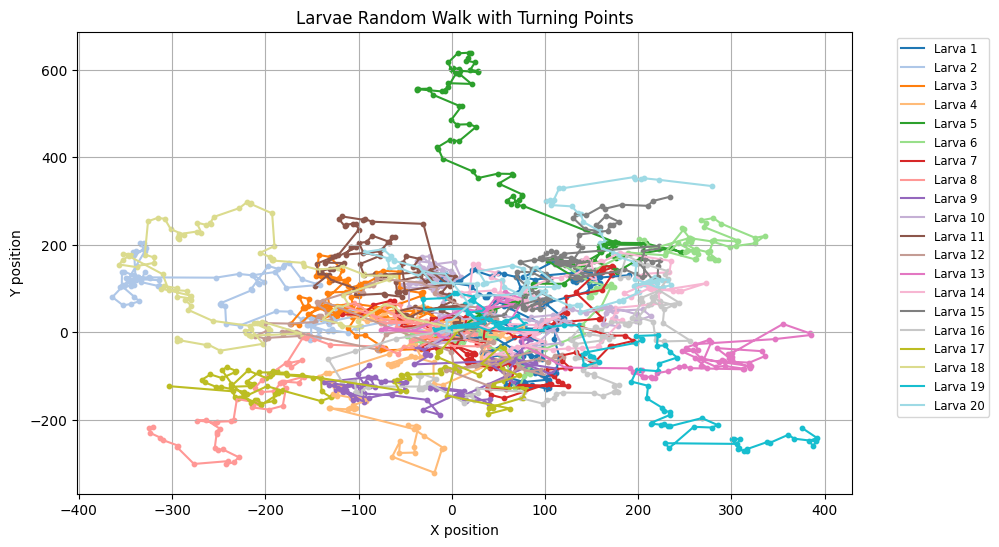 Larvae Random Walk with Turning Points
Y position
600
400
200
0
−200
−400
−300
−200
−100
0
100
200
300
400
X position
Larva 1
Larva 2
Larva 3
Larva 4
Larva 5
Larva 6
Larva 7
Larva 8
Larva 9
Larva 10
Larva 11
Larva 12
Larva 13
Larva 14
Larva 15
Larva 16
Larva 17
Larva 18
Larva 19
Larva 20